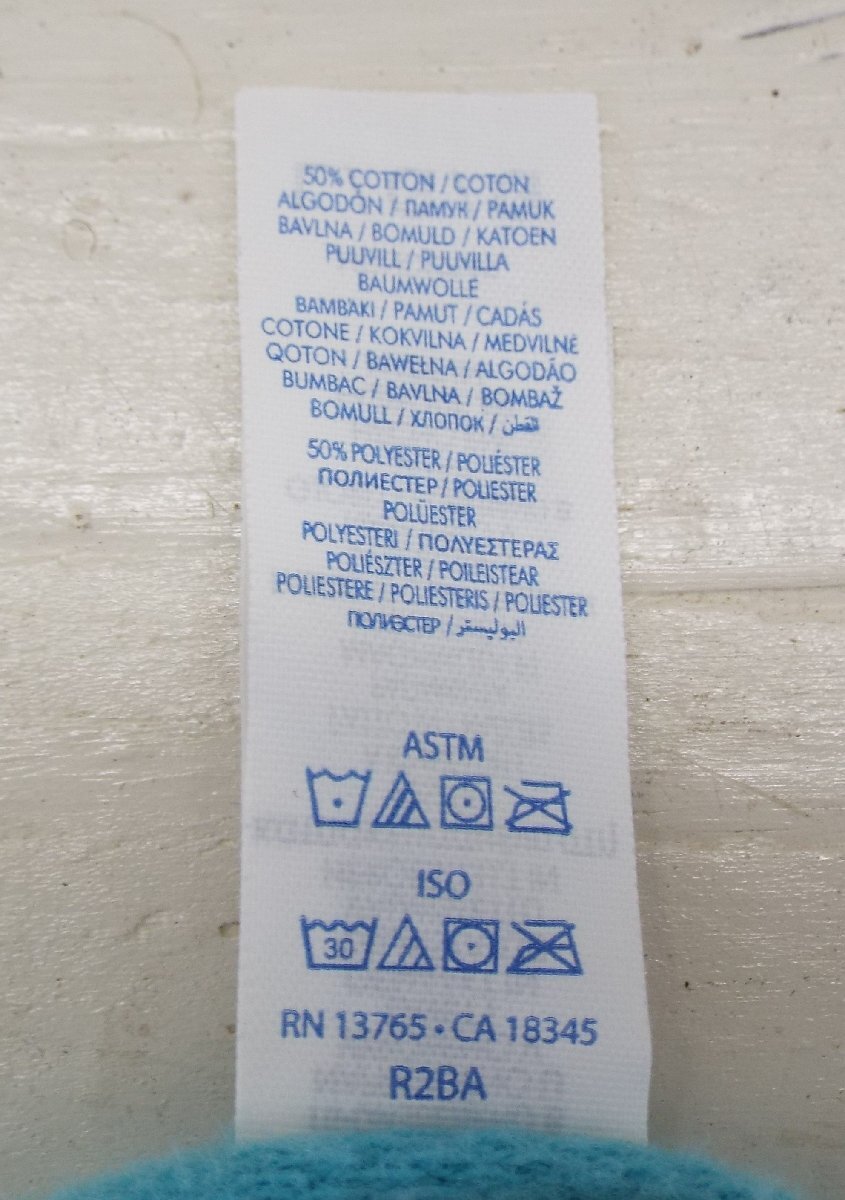 50% COTTON / COTON
ALGODÓN / ПАМУК / PAMUK
BAVLNA / BOMULD / KATOEN
PUUVILL / PUUVILLA
BAUMWOLLE
BAMBAKI / PAMUT / CADÁS
COTONE / KOKVILNA / MEDVILNĖ
QOTON / BAWEŁNA / ALGODÃO
BUMBAC / BAVLNA / BOMBAŽ
BOMULL / ХЛОПОК / القطن
50% POLYESTER / POLIÉSTER
ПОЛИЕСТЕР / POLIESTER
POLÜESTER
POLYESTERI / ΠΟΛΥΕΣΤΕΡΑΣ
POLIÉSZTER / POILEISTEAR
POLIESTERE / POLIESTERIS / POLIESTER
ПОЛИЭСТЕР / البوليستر
ASTM
ISO
30
RN 13765 • CA 18345
R2BA